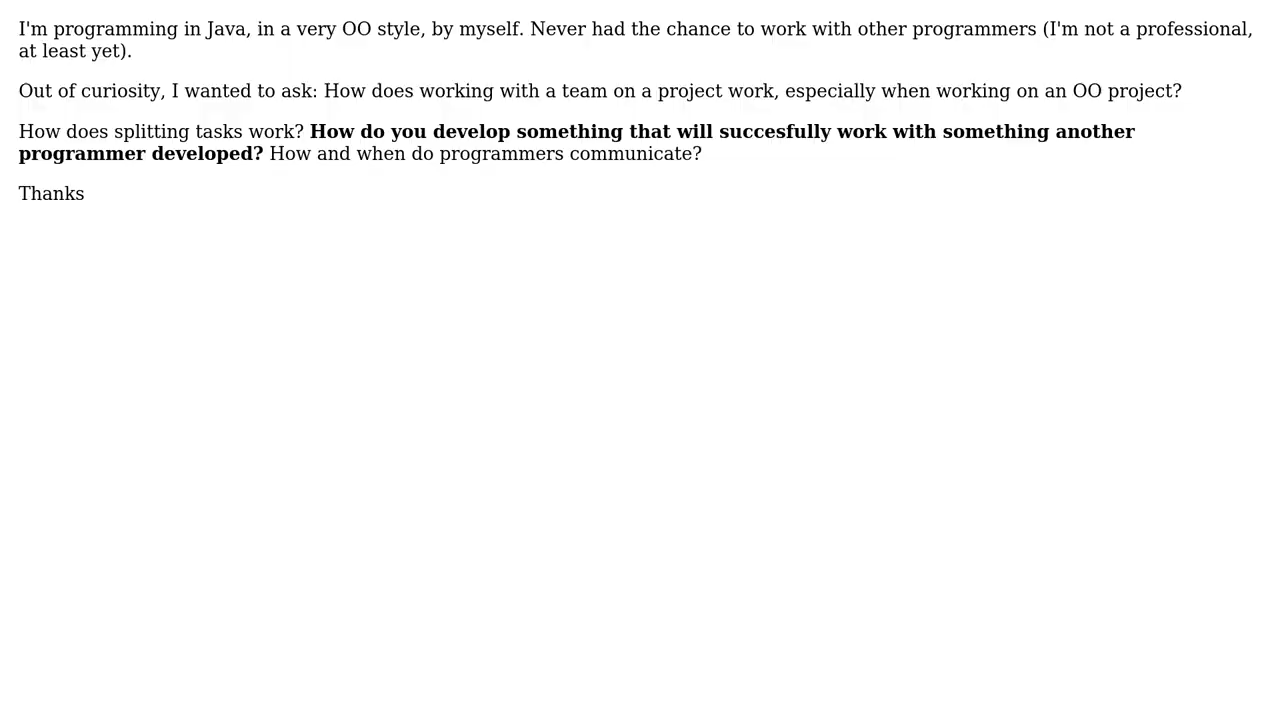 I'm programming in Java, in a very OO style, by myself. Never had the chance to work with other programmers (I'm not a professional,
at least yet).
Out of curiosity, I wanted to ask: How does working with a team on a project work, especially when working on an OO project?
How does splitting tasks work? How do you develop something that will succesfully work with something another
programmer developed? How and when do programmers communicate?
Thanks